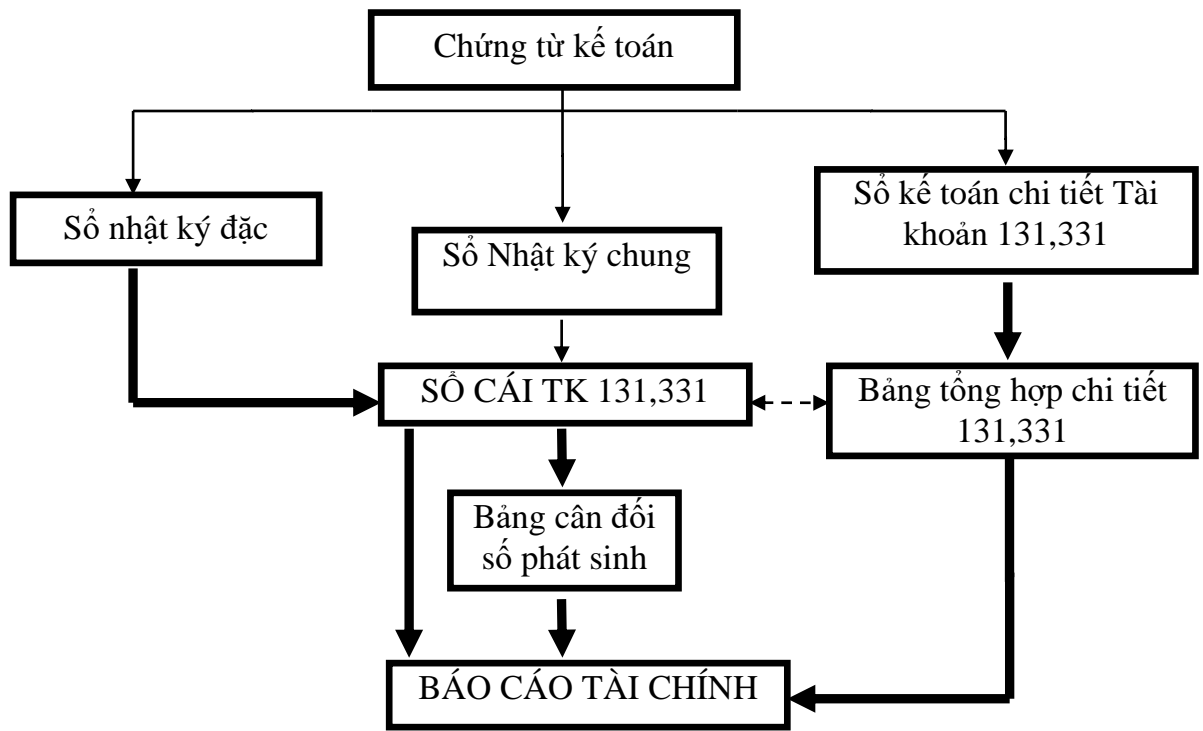 Chứng từ kế toán
Sổ nhật ký đặc
Sổ Nhật ký chung
Sổ kế toán chi tiết Tài
khoản 131,331
SỔ CÁI TK 131,331
Bảng tổng hợp chi tiết
131,331
Bảng cân đối
số phát sinh
BÁO CÁO TÀI CHÍNH